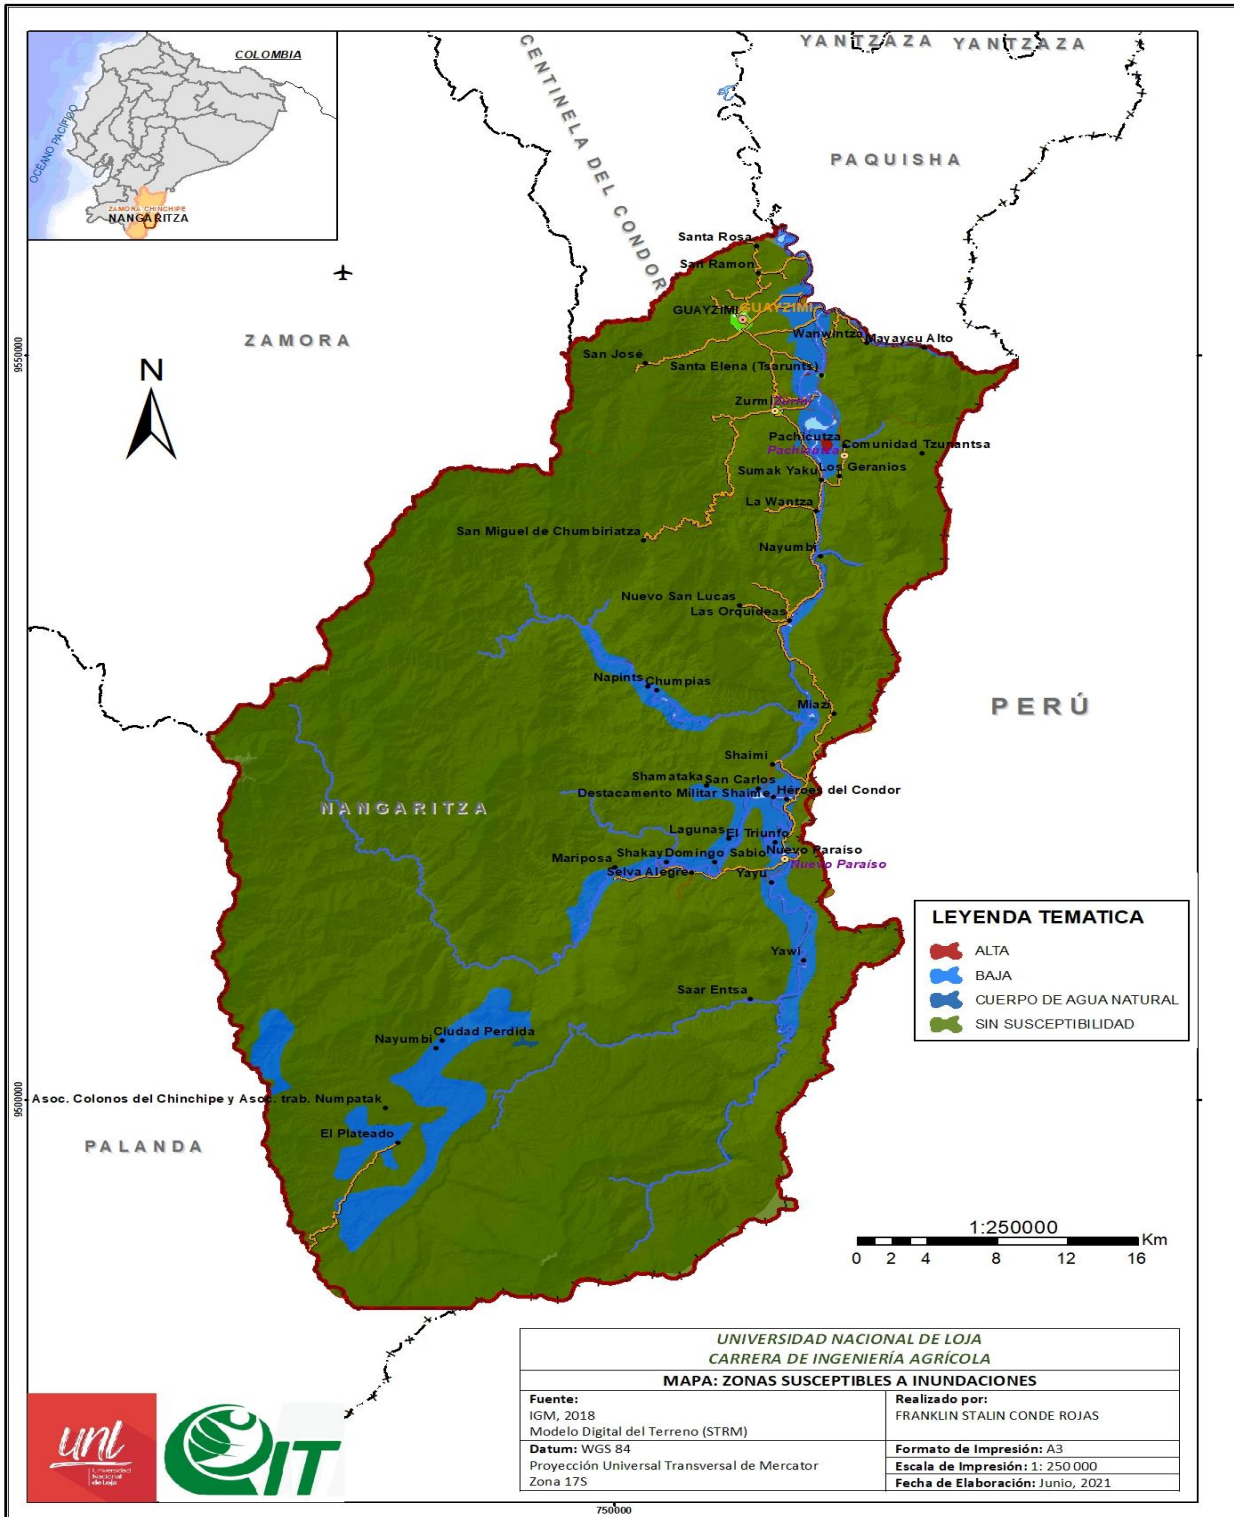 COLOMBIA
OCÉANO PACÍFICO
ZAMORA CHINCHIPE
NANGARITZA
CENTINELA DEL CONDOR
YANTZAZA
YANTZAZA
PAQUISHA
ZAMORA
N
9550000
Santa Rosa
San Ramon
GUAYZIMI
GUAYZIMI
Wanwintza
Mayaycu Alto
San José
Santa Elena (Tsarunts)
Zurmi
Zurmi
Pachicutza
Pachicutza
Comunidad Tzunantsa
Sumak Yaku
Los Geranios
La Wantza
San Miguel de Chumbiriatza
Nayumbi
Nuevo San Lucas
Las Orquideas
Napints
Chumpias
Miazi
PERÚ
Shaimi
Shamataka
San Carlos
Destacamento Militar Shaime
Héroes del Condor
NANGARITZA
Lagunas
El Triunfo
Mariposa
Shakay
Domingo Sabio
Nuevo Paraiso
Nuevo Paraíso
Selva Alegre
Yayu
Yawi
Saar Entsa
Ciudad Perdida
Nayumbi
9500000
Asoc. Colonos del Chinchipe y Asoc. trab. Numpatak
El Plateado
PALANDA
LEYENDA TEMATICA
ALTA
BAJA
CUERPO DE AGUA NATURAL
SIN SUSCEPTIBILIDAD
1:250000
0 2 4 8 12 16 Km
UNIVERSIDAD NACIONAL DE LOJA
CARRERA DE INGENIERÍA AGRÍCOLA
MAPA: ZONAS SUSCEPTIBLES A INUNDACIONES
Fuente:
IGM, 2018
Modelo Digital del Terreno (STRM)
Datum: WGS 84
Proyección Universal Transversal de Mercator
Zona 17S
Realizado por:
FRANKLIN STALIN CONDE ROJAS
Formato de Impresión: A3
Escala de Impresión: 1: 250 000
Fecha de Elaboración: Junio, 2021
unl
Universidad
Nacional
de Loja
IT
750000